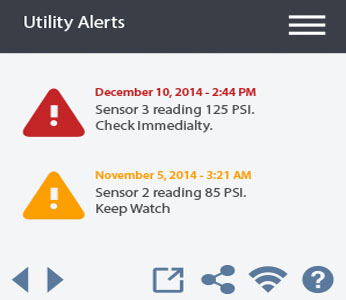 Utility Alerts
December 10, 2014 - 2:44 PM
Sensor 3 reading 125 PSI.
Check Immedialty.
November 5, 2014 - 3:21 AM
Sensor 2 reading 85 PSI.
Keep Watch